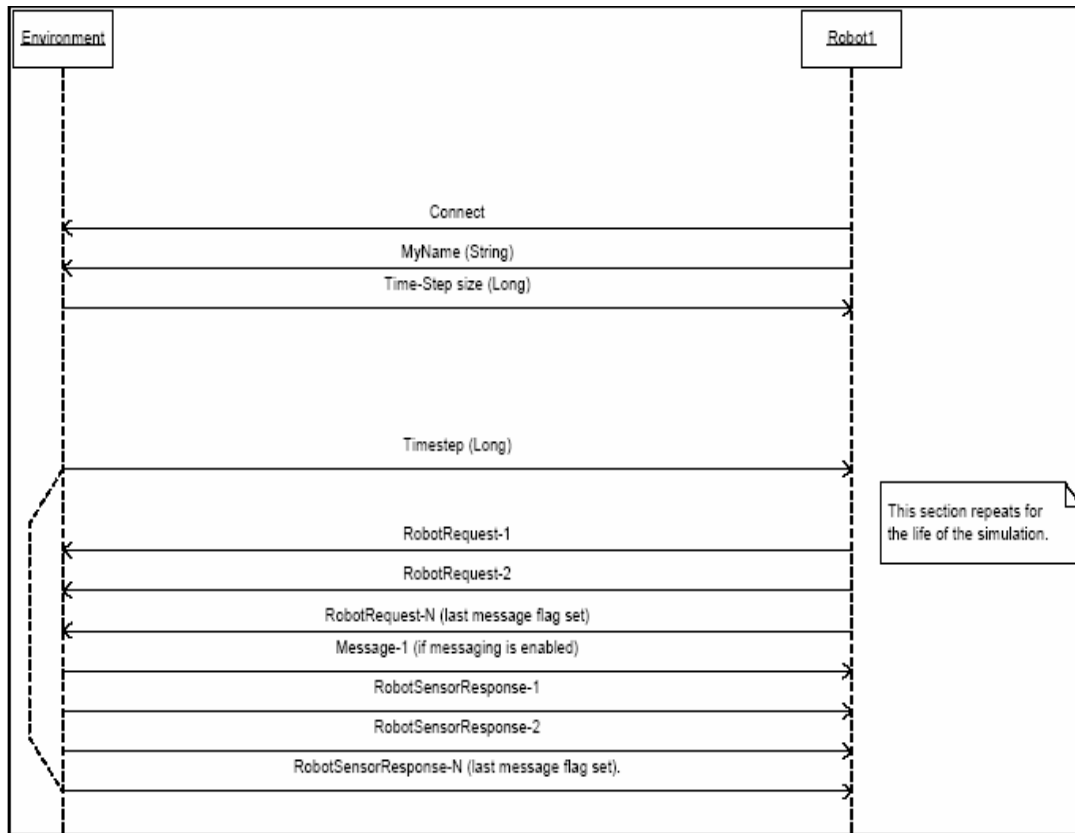 Environment
Robot1
Connect
MyName (String)
Time-Step size (Long)
Timestep (Long)
This section repeats for
the life of the simulation.
RobotRequest-1
RobotRequest-2
RobotRequest-N (last message flag set)
Message-1 (if messaging is enabled)
RobotSensorResponse-1
RobotSensorResponse-2
RobotSensorResponse-N (last message flag set).